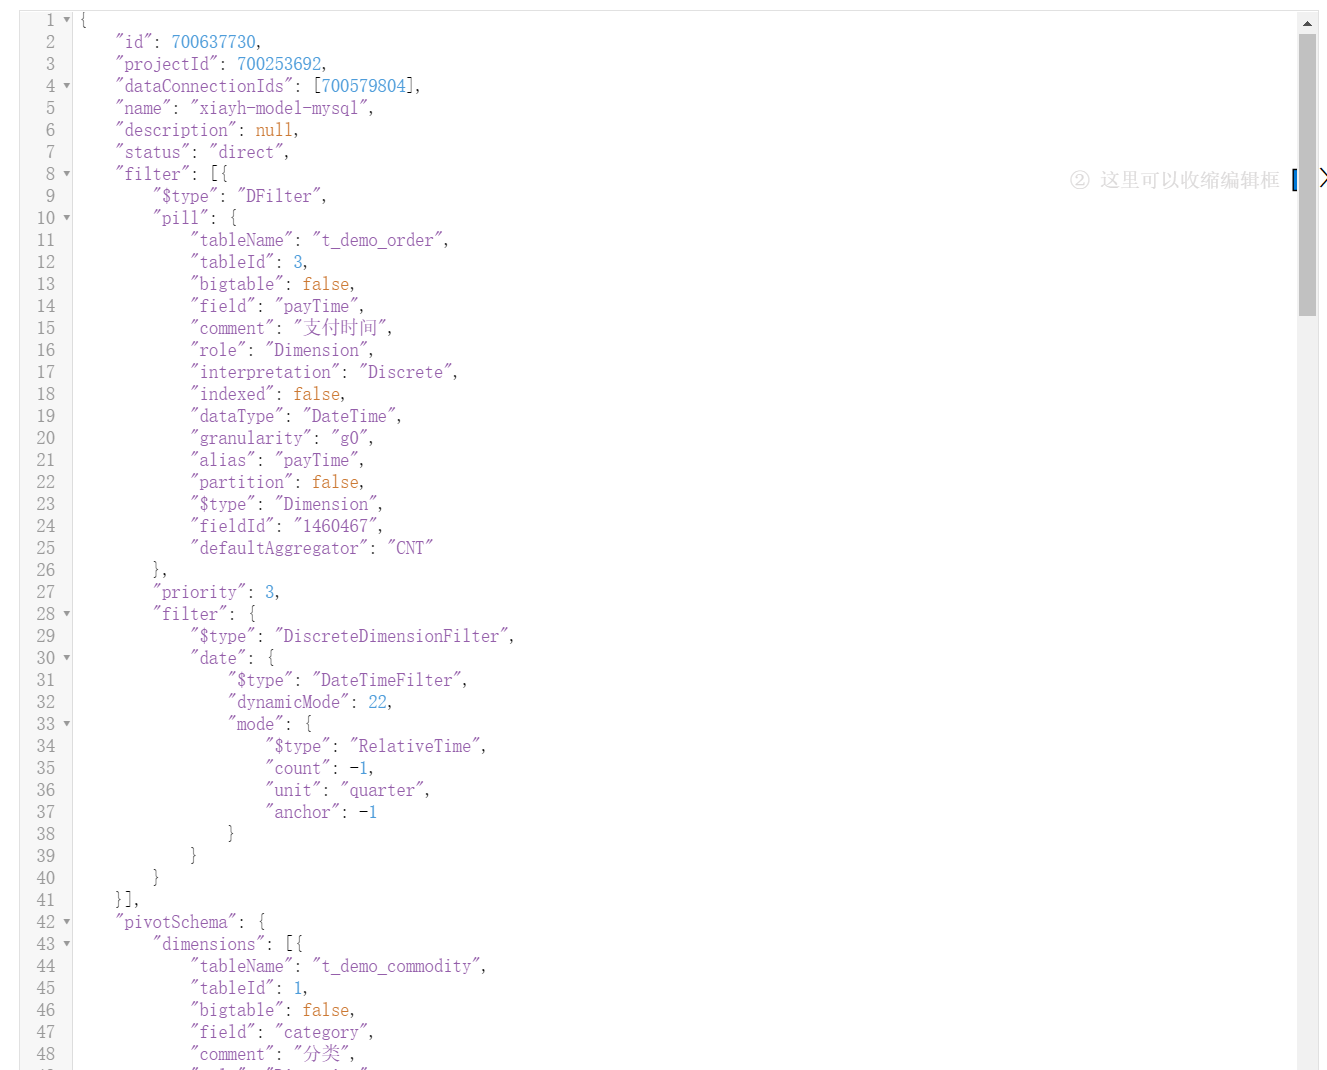 1 {
2 "id": 700637730,
3 "projectId": 700253692,
4 "dataConnectionIds": [700579804],
5 "name": "xiayh-model-mysql",
6 "description": null,
7 "status": "direct",
8 "filter": [{
② 这里可以收缩编辑框
9 "$type": "DFilter",
10 "pill": {
11 "tableName": "t_demo_order",
12 "tableId": 3,
13 "bigtable": false,
14 "field": "payTime",
15 "comment": "支付时间",
16 "role": "Dimension",
17 "interpretation": "Discrete",
18 "indexed": false,
19 "dataType": "DateTime",
20 "granularity": "g0",
21 "alias": "payTime",
22 "partition": false,
23 "$type": "Dimension",
24 "fieldId": "1460467",
25 "defaultAggregator": "CNT"
26 },
27 "priority": 3,
28 "filter": {
29 "$type": "DiscreteDimensionFilter",
30 "date": {
31 "$type": "DateTimeFilter",
32 "dynamicMode": 22,
33 "mode": {
34 "$type": "RelativeTime",
35 "count": -1,
36 "unit": "quarter",
37 "anchor": -1
38 }
39 }
40 }
41 }],
42 "pivotSchema": {
43 "dimensions": [{
44 "tableName": "t_demo_commodity",
45 "tableId": 1,
46 "bigtable": false,
47 "field": "category",
48 "comment": "分类",